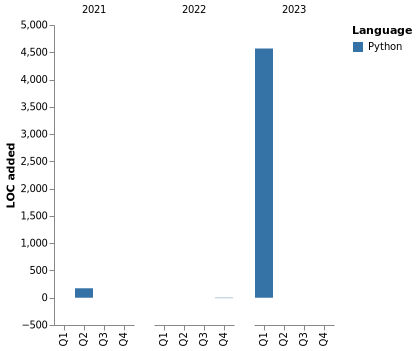 2021 2022 2023
Language
Python
LOC added
5,000
4,500
4,000
3,500
3,000
2,500
2,000
1,500
1,000
500
0
−500
Q1 Q2 Q3 Q4 Q1 Q2 Q3 Q4 Q1 Q2 Q3 Q4